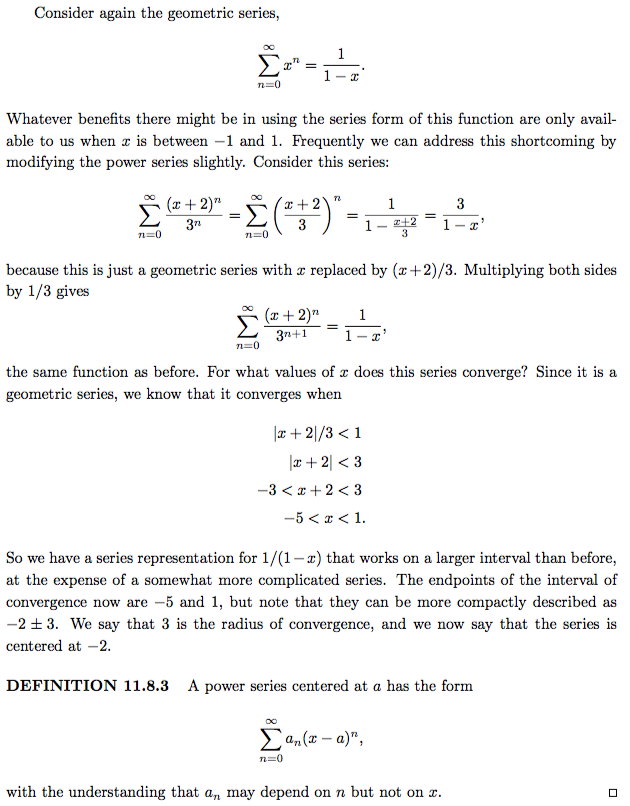 Consider again the geometric series,
$$\sum_{n=0}^{\infty} x^n = \frac{1}{1-x}.$$
Whatever benefits there might be in using the series form of this function are only avail-
able to us when $x$ is between $-1$ and $1$. Frequently we can address this shortcoming by
modifying the power series slightly. Consider this series:
$$\sum_{n=0}^{\infty} \frac{(x+2)^n}{3^n} = \sum_{n=0}^{\infty} \left(\frac{x+2}{3}\right)^n = \frac{1}{1-\frac{x+2}{3}} = \frac{3}{1-x},$$
because this is just a geometric series with $x$ replaced by $(x+2)/3$. Multiplying both sides
by $1/3$ gives
$$\sum_{n=0}^{\infty} \frac{(x+2)^n}{3^{n+1}} = \frac{1}{1-x},$$
the same function as before. For what values of $x$ does this series converge? Since it is a
geometric series, we know that it converges when
$$|x+2|/3 < 1$$
$$|x+2| < 3$$
$$-3 < x+2 < 3$$
$$-5 < x < 1.$$
So we have a series representation for $1/(1-x)$ that works on a larger interval than before,
at the expense of a somewhat more complicated series. The endpoints of the interval of
convergence now are $-5$ and $1$, but note that they can be more compactly described as
$-2 \pm 3$. We say that $3$ is the radius of convergence, and we now say that the series is
centered at $-2$.
DEFINITION 11.8.3 A power series centered at $a$ has the form
$$\sum_{n=0}^{\infty} a_n(x-a)^n,$$
with the understanding that $a_n$ may depend on $n$ but not on $x$. □